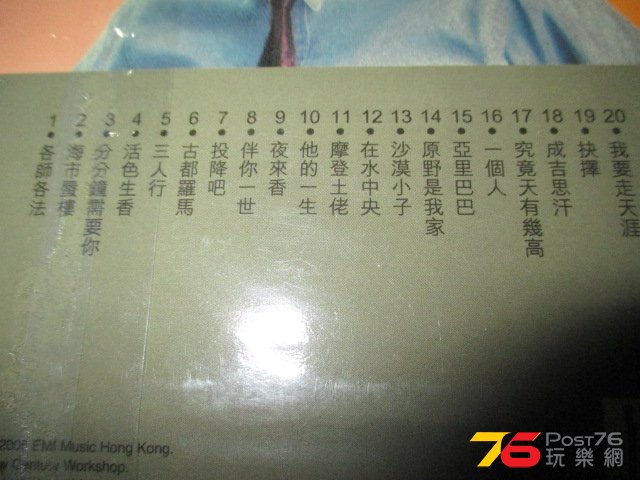 1 • 各師各法
2 • 海市蜃樓
3 • 分分鐘需要你
4 • 活色生香
5 • 三人行
6 • 古都羅馬
7 • 投降吧
8 • 伴你一世
9 • 夜來香
10 • 他的一生
11 • 摩登土佬
12 • 在水中央
13 • 沙漠小子
14 • 原野是我家
15 • 亞里巴巴
16 • 一個人
17 • 究竟天有幾高
18 • 成吉思汗
19 • 抉擇
20 • 我要走天涯
EMI Music Hong Kong.
Century Workshop.
76 Post76
玩樂網